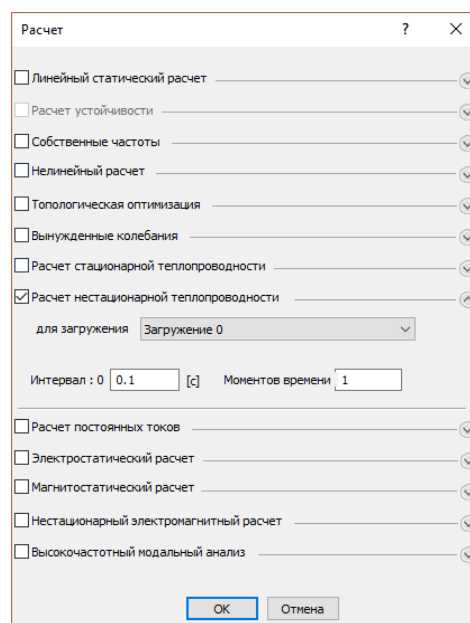 Расчет ? ×
Линейный статический расчет
Расчет устойчивости
Собственные частоты
Нелинейный расчет
Топологическая оптимизация
Вынужденные колебания
Расчет стационарной теплопроводности
Расчет нестационарной теплопроводности
для загружения Загружение 0
Интервал : 0 0.1 [с] Моментов времени 1
Расчет постоянных токов
Электростатический расчет
Магнитостатический расчет
Нестационарный электромагнитный расчет
Высокочастотный модальный анализ
OK Отмена